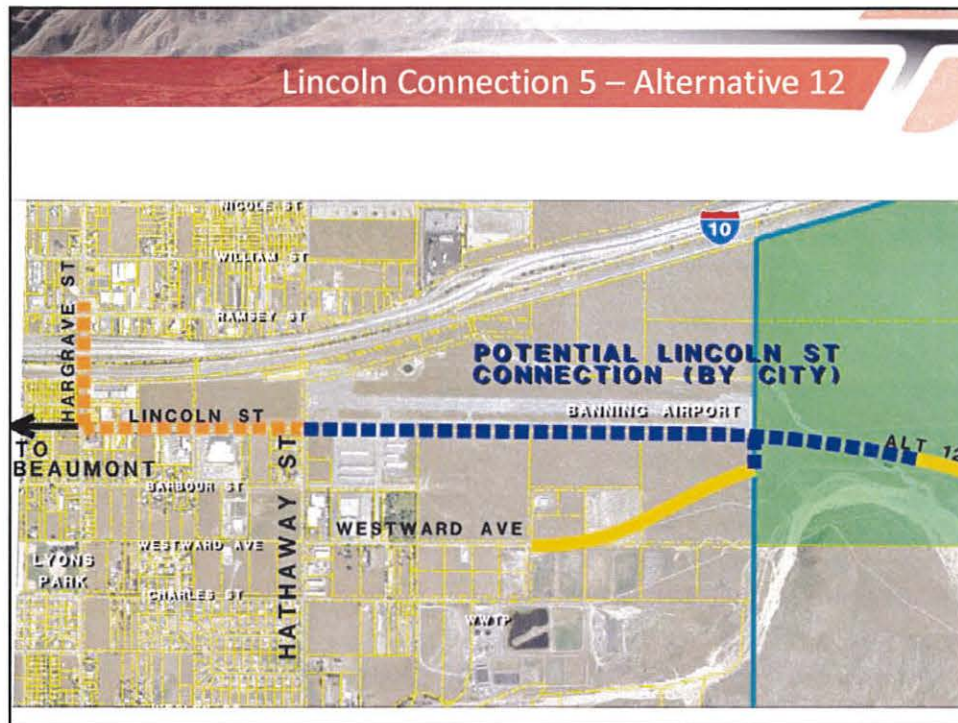 Lincoln Connection 5 – Alternative 12
NICOLE ST
10
WILLIAM ST
HARGRAVE ST
RAMSEY ST
POTENTIAL LINCOLN ST
CONNECTION (BY CITY)
LINCOLN ST
BANNING AIRPORT
TO
BEAUMONT
ALT 12
BARBOUR ST
HATHAWAY ST
WESTWARD AVE
WESTWARD AVE
LYONS
PARK
CHARLES ST
WWTP